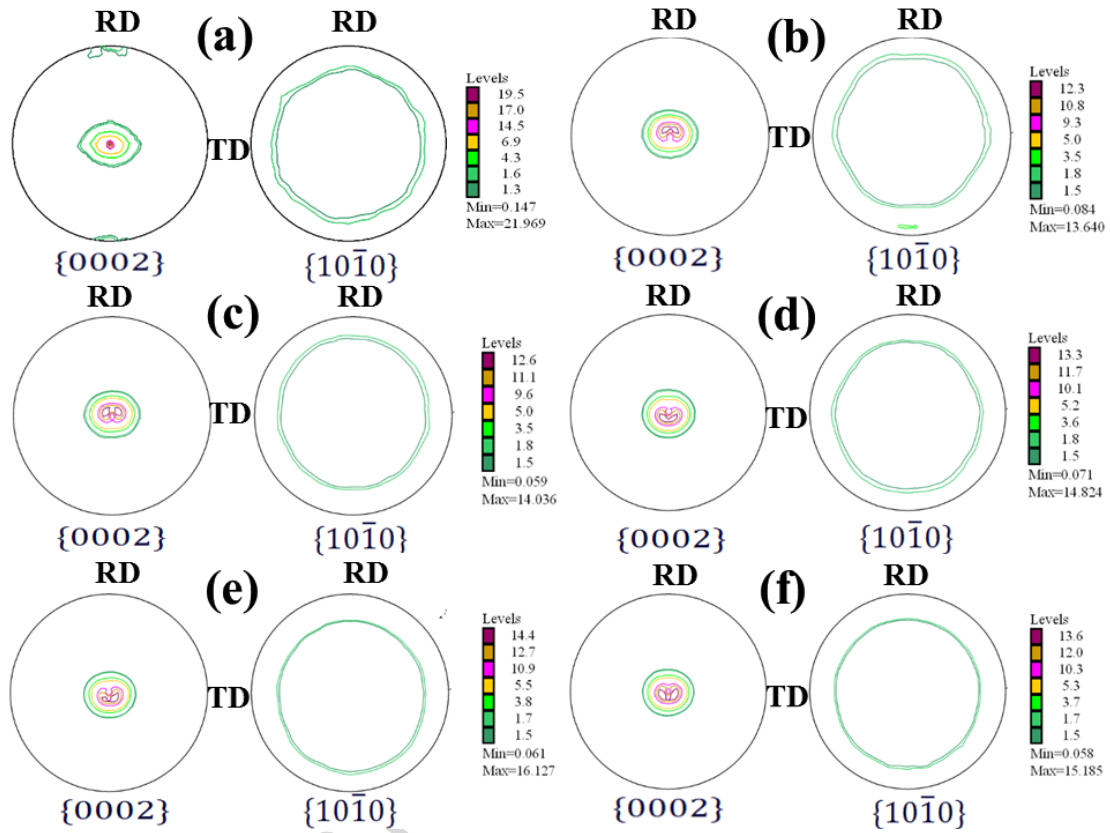 RD (a) RD
TD
Levels
19.5
17.0
14.5
6.9
4.3
1.6
1.3
Min=0.147
Max=21.969
{0002} {101̄0}
RD (b) RD
TD
Levels
12.3
10.8
9.3
5.0
3.5
1.8
1.5
Min=0.084
Max=13.640
{0002} {101̄0}
RD (c) RD
TD
Levels
12.6
11.1
9.6
5.0
3.5
1.8
1.5
Min=0.059
Max=14.036
{0002} {101̄0}
RD (d) RD
TD
Levels
13.3
11.7
10.1
5.2
3.6
1.8
1.5
Min=0.071
Max=14.824
{0002} {101̄0}
RD (e) RD
TD
Levels
14.4
12.7
10.9
5.5
3.8
1.7
1.5
Min=0.061
Max=16.127
{0002} {101̄0}
RD (f) RD
TD
Levels
13.6
12.0
10.3
5.3
3.7
1.7
1.5
Min=0.058
Max=15.185
{0002} {101̄0}